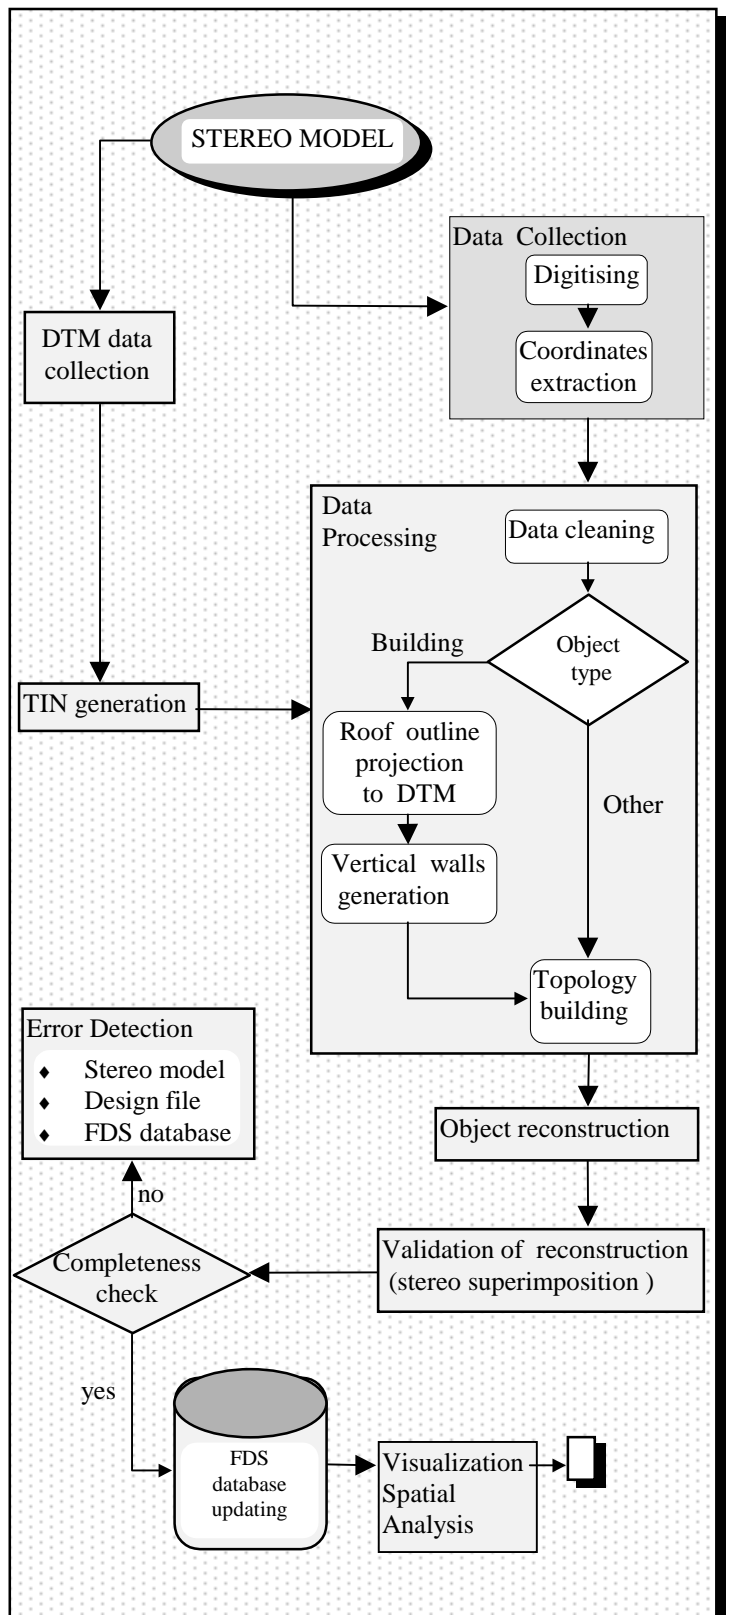 STEREO MODEL
Data Collection
Digitising
Coordinates
extraction
DTM data
collection
Data
Processing
Data cleaning
Object
type
Building
TIN generation
Roof outline
projection
to DTM
Other
Vertical walls
generation
Topology
building
Error Detection
♦ Stereo model
♦ Design file
♦ FDS database
Object reconstruction
no
Validation of reconstruction
(stereo superimposition )
Completeness
check
yes
FDS
database
updating
Visualization
Spatial
Analysis